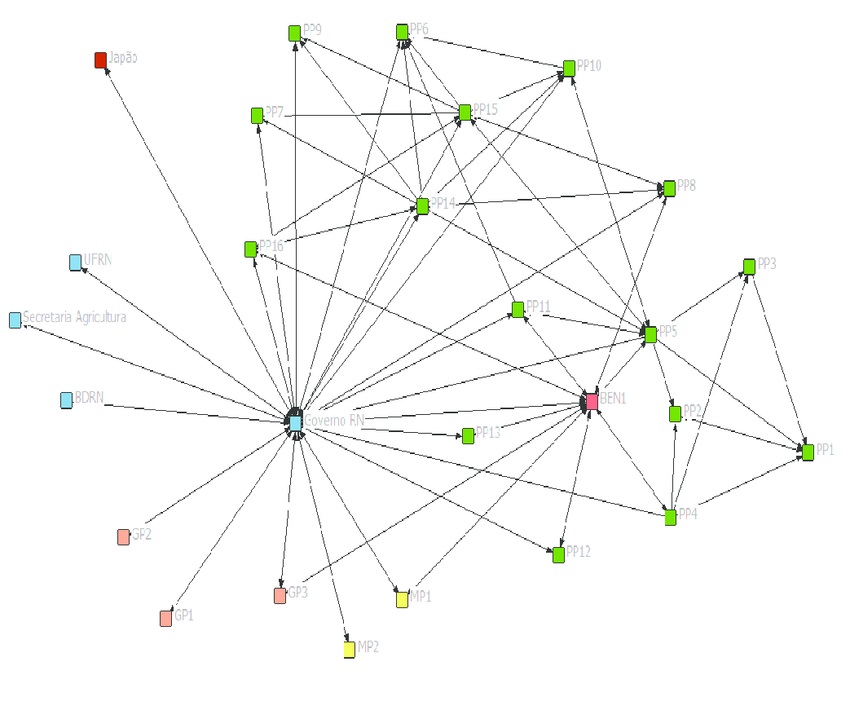 PP9
PP6
Japão
PP10
PP7
PP15
PP8
PP14
PP16
UFRN
PP3
Secretaria Agricultura
PP11
PP5
BDRN
BEN1
Governo RN
PP2
PP13
PP1
PP4
GP2
PP12
GP3
MP1
GP1
MP2